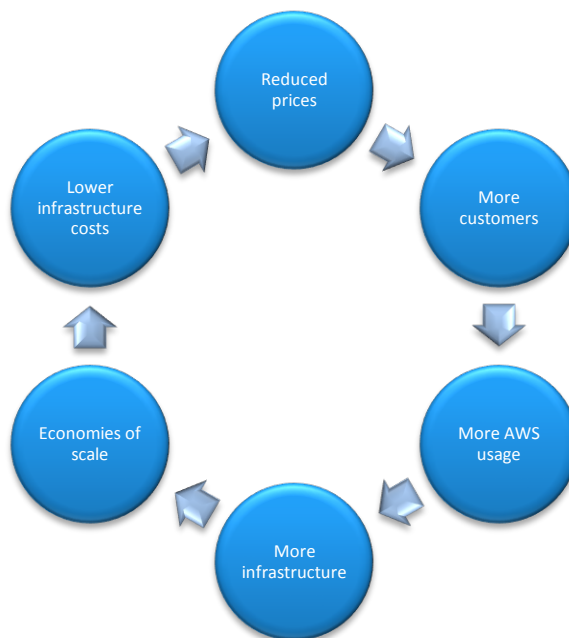 Reduced
prices
More
customers
More AWS
usage
More
infrastructure
Economies of
scale
Lower
infrastructure
costs